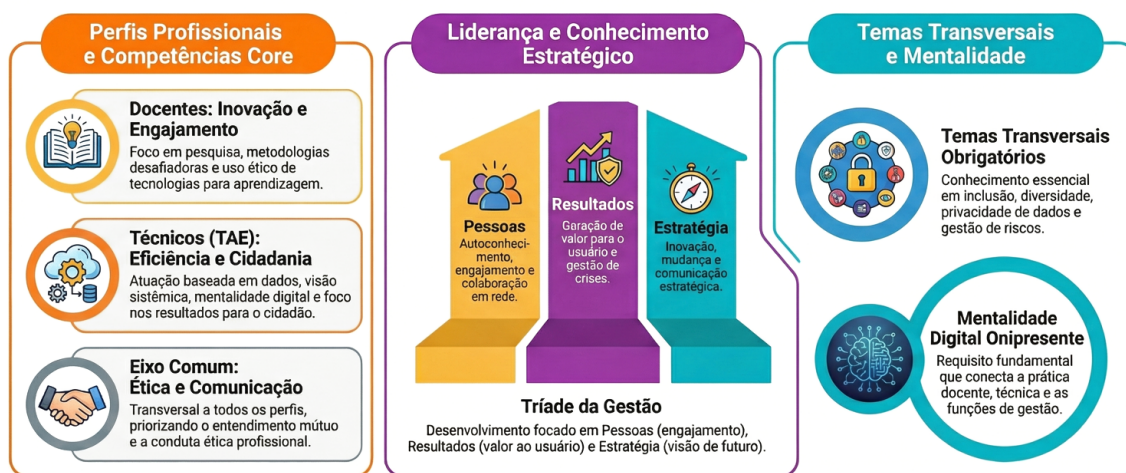 Perfis Profissionais
e Competências Core
Docentes: Inovação e
Engajamento
Foco em pesquisa, metodologias
desafiadoras e uso ético de
tecnologias para aprendizagem.
Técnicos (TAE):
Eficiência e Cidadania
Atuação baseada em dados, visão
sistêmica, mentalidade digital e foco
nos resultados para o cidadão.
Eixo Comum:
Ética e Comunicação
Transversal a todos os perfis,
priorizando o entendimento mútuo
e a conduta ética profissional.
Liderança e Conhecimento
Estratégico
Pessoas
Autoconheci-
mento,
engajamento e
colaboração
em rede.
Resultados
Geração de
valor para o
usuário e
gestão de
crises.
Estratégia
Inovação,
mudança e
comunicação
estratégica.
Tríade da Gestão
Desenvolvimento focado em Pessoas (engajamento),
Resultados (valor ao usuário) e Estratégia (visão de futuro).
Temas Transversais
e Mentalidade
Temas Transversais
Obrigatórios
Conhecimento essencial
em inclusão, diversidade,
privacidade de dados e
gestão de riscos.
Mentalidade
Digital Onipresente
Requisito fundamental
que conecta a prática
docente, técnica e as
funções de gestão.